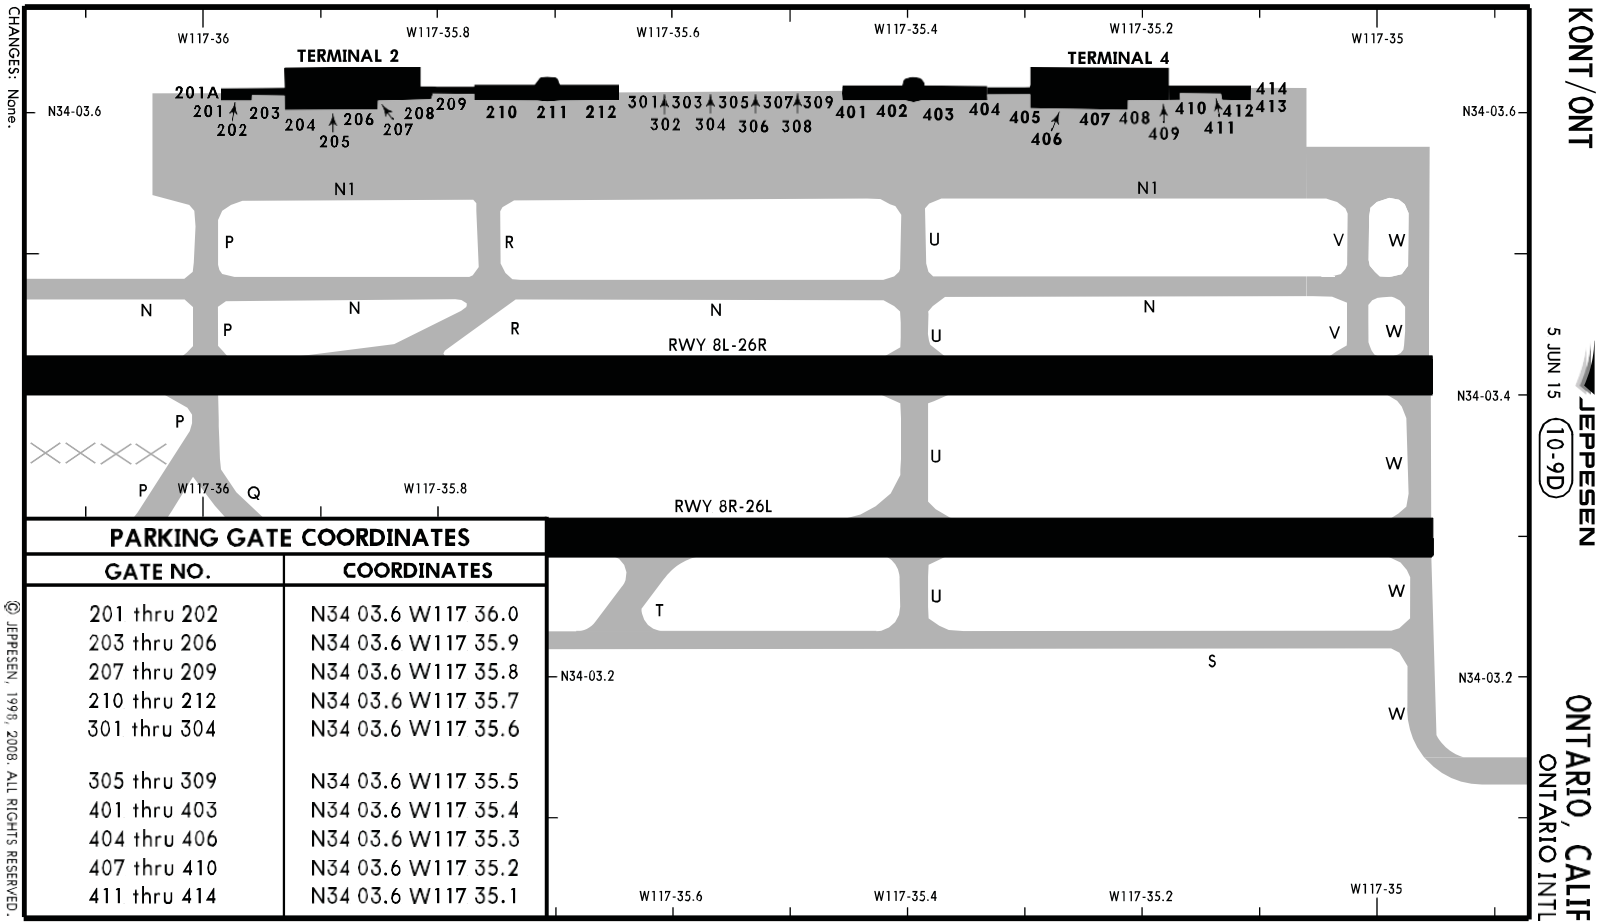 CHANGES: None.
KONT/ONT
W117-36 W117-35.8 W117-35.6 W117-35.4 W117-35.2 W117-35
TERMINAL 2 TERMINAL 4
N34-03.6 N34-03.6
201A
201 202 203 204 205 206 207 208 209 210 211 212
301 302 303 304 305 306 307 308 309
401 402 403 404 405 406 407 408 409 410 411 412 413 414
N1 N1
P R U V W
N N N N
P R U V W
RWY 8L-26R
5 JUN 15
10-9D
JEPPESEN
N34-03.4
P
U W
P W117-36 Q W117-35.8
RWY 8R-26L
PARKING GATE COORDINATES
GATE NO. COORDINATES
201 thru 202 N34 03.6 W117 36.0
203 thru 206 N34 03.6 W117 35.9
207 thru 209 N34 03.6 W117 35.8
210 thru 212 N34 03.6 W117 35.7
301 thru 304 N34 03.6 W117 35.6
305 thru 309 N34 03.6 W117 35.5
401 thru 403 N34 03.6 W117 35.4
404 thru 406 N34 03.6 W117 35.3
407 thru 410 N34 03.6 W117 35.2
411 thru 414 N34 03.6 W117 35.1
T U W
S
N34-03.2 N34-03.2
W
W117-35.6 W117-35.4 W117-35.2 W117-35
ONTARIO, CALIF
ONTARIO INTL
© JEPPESEN, 1998, 2008. ALL RIGHTS RESERVED.